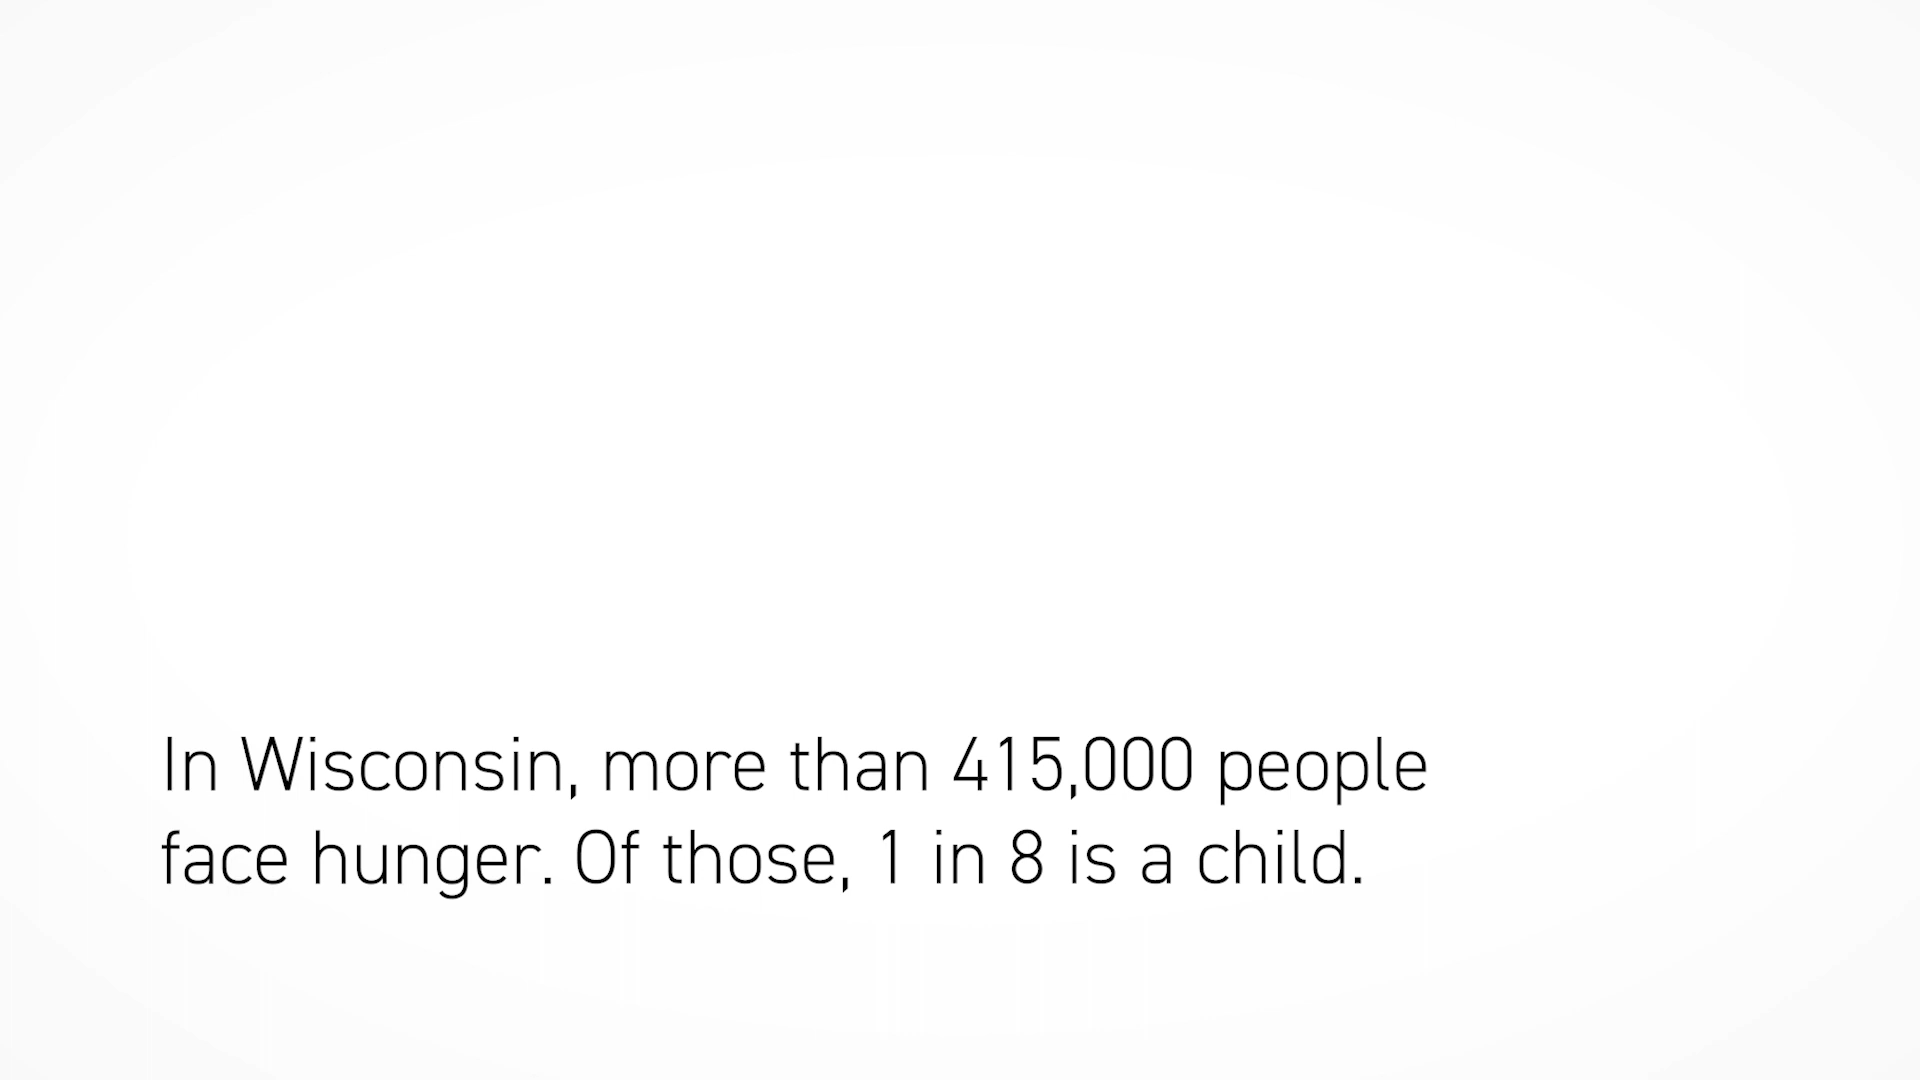 In Wisconsin, more than 415,000 people
face hunger. Of those, 1 in 8 is a child.